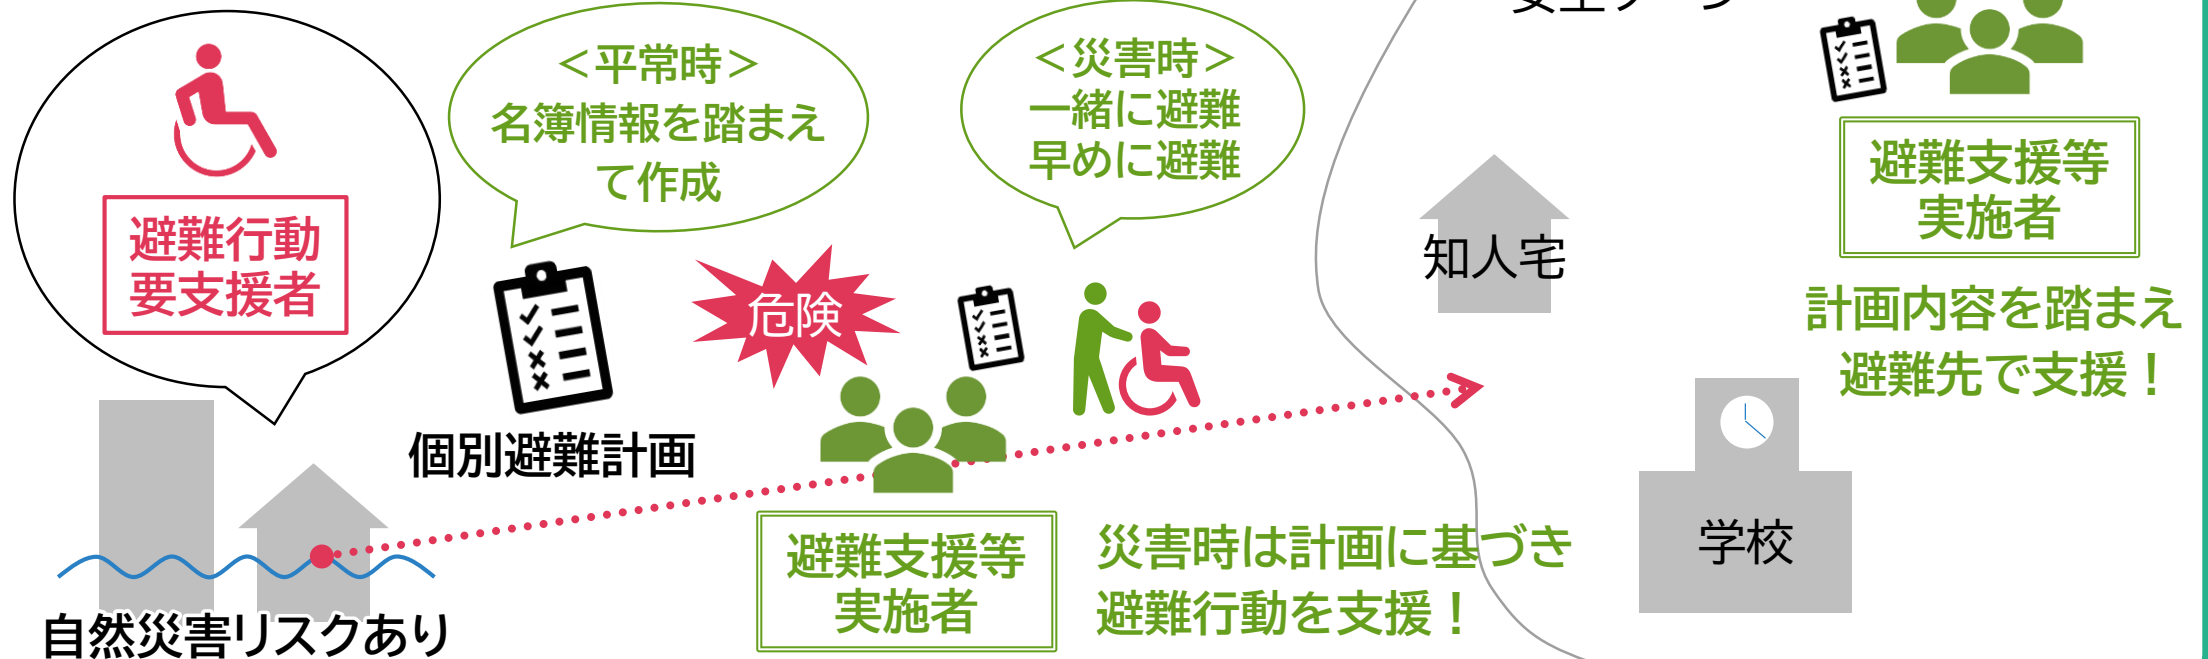 ＜平常時＞
名簿情報を踏まえ
て作成
＜災害時＞
一緒に避難
早めに避難
避難行動
要支援者
避難支援等
実施者
知人宅
危険
計画内容を踏まえ
避難先で支援！
個別避難計画
学校
避難支援等
実施者
災害時は計画に基づき
避難行動を支援！
自然災害リスクあり